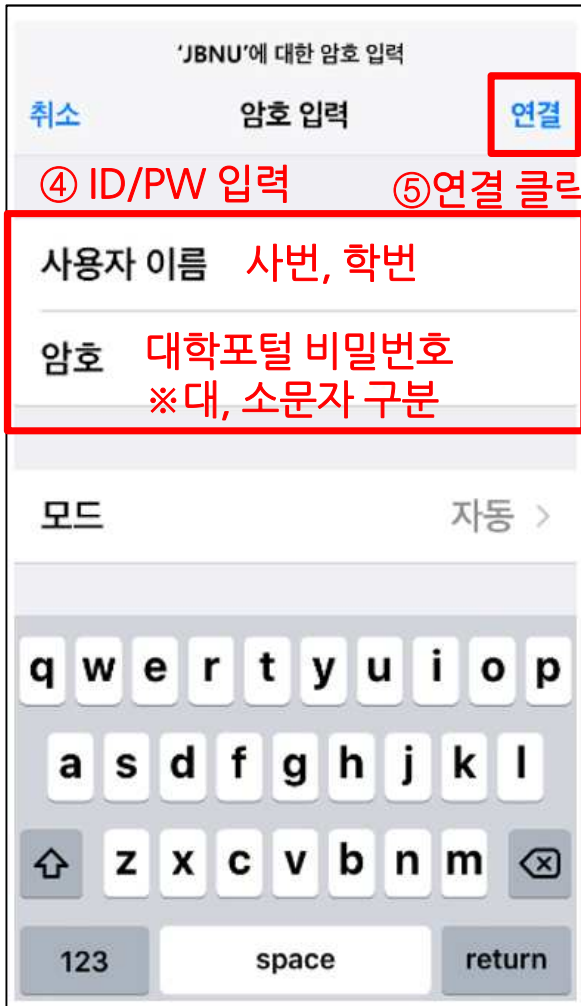 ‘JBNU’에 대한 암호 입력
취소 암호 입력 연결
④ ID/PW 입력 ⑤연결 클릭
사용자 이름 사번, 학번
암호 대학포털 비밀번호
※대, 소문자 구분
모드 자동 >
q w e r t y u i o p
a s d f g h j k l
z x c v b n m
123 space return